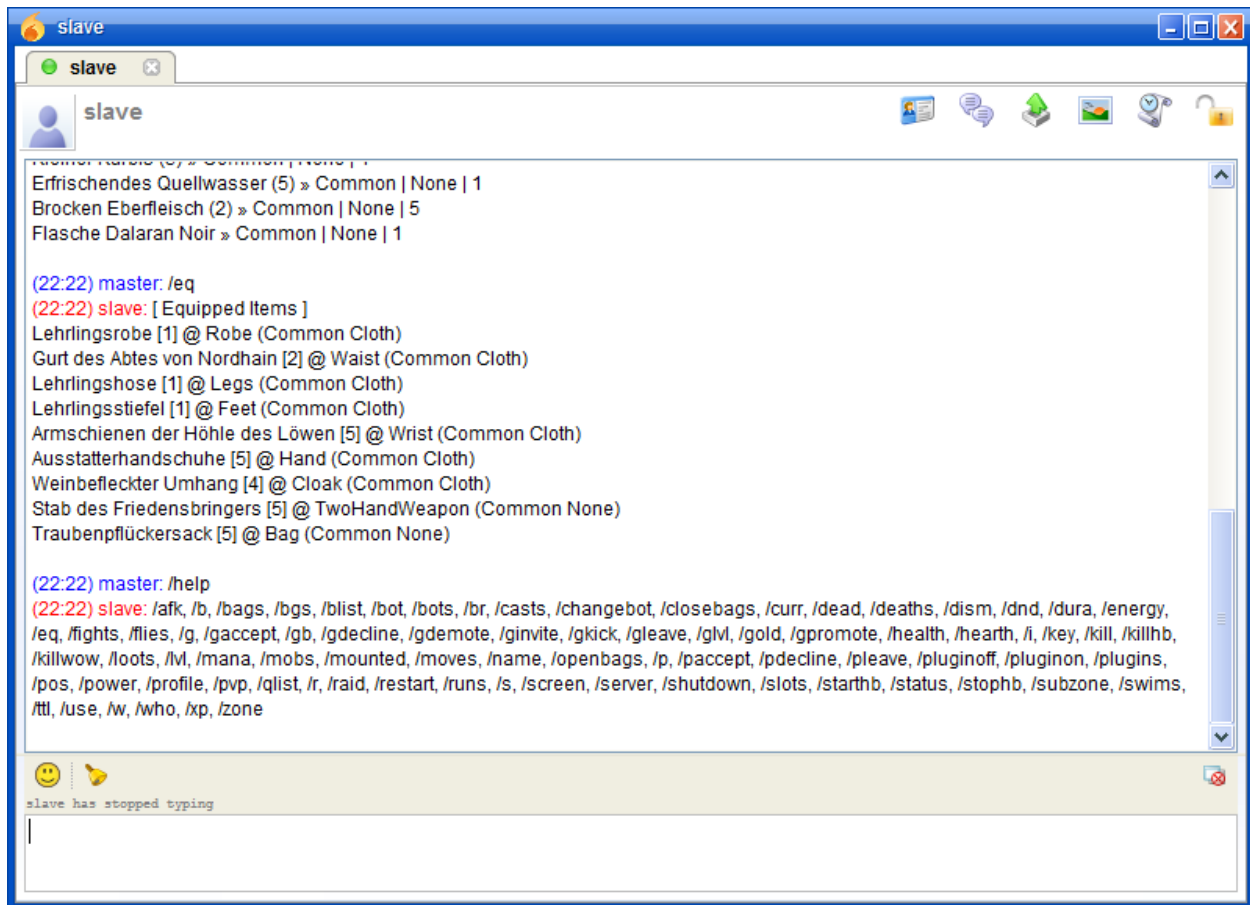 slave
slave
slave
Erfrischendes Quellwasser (5) » Common | None | 1
Brocken Eberfleisch (2) » Common | None | 5
Flasche Dalaran Noir » Common | None | 1
(22:22) master: /eq
(22:22) slave: [ Equipped Items ]
Lehrlingsrobe [1] @ Robe (Common Cloth)
Gurt des Abtes von Nordhain [2] @ Waist (Common Cloth)
Lehrlingshose [1] @ Legs (Common Cloth)
Lehrlingsstiefel [1] @ Feet (Common Cloth)
Armschienen der Höhle des Löwen [5] @ Wrist (Common Cloth)
Ausstatterhandschuhe [5] @ Hand (Common Cloth)
Weinbefleckter Umhang [4] @ Cloak (Common Cloth)
Stab des Friedensbringers [5] @ TwoHandWeapon (Common None)
Traubenpflückersack [5] @ Bag (Common None)
(22:22) master: /help
(22:22) slave: /afk, /b, /bags, /bgs, /blist, /bot, /bots, /br, /casts, /changebot, /closebags, /curr, /dead, /deaths, /dism, /dnd, /dura, /energy,
/eq, /fights, /flies, /g, /gaccept, /gb, /gdecline, /gdemote, /ginvite, /gkick, /gleave, /glvl, /gold, /gpromote, /health, /hearth, /i, /key, /kill, /killhb,
/killwow, /loots, /lvl, /mana, /mobs, /mounted, /moves, /name, /openbags, /p, /paccept, /pdecline, /pleave, /pluginoff, /pluginon, /plugins,
/pos, /power, /profile, /pvp, /qlist, /r, /raid, /restart, /runs, /s, /screen, /server, /shutdown, /slots, /starthb, /status, /stophb, /subzone, /swims,
/ttl, /use, /w, /who, /xp, /zone
slave has stopped typing